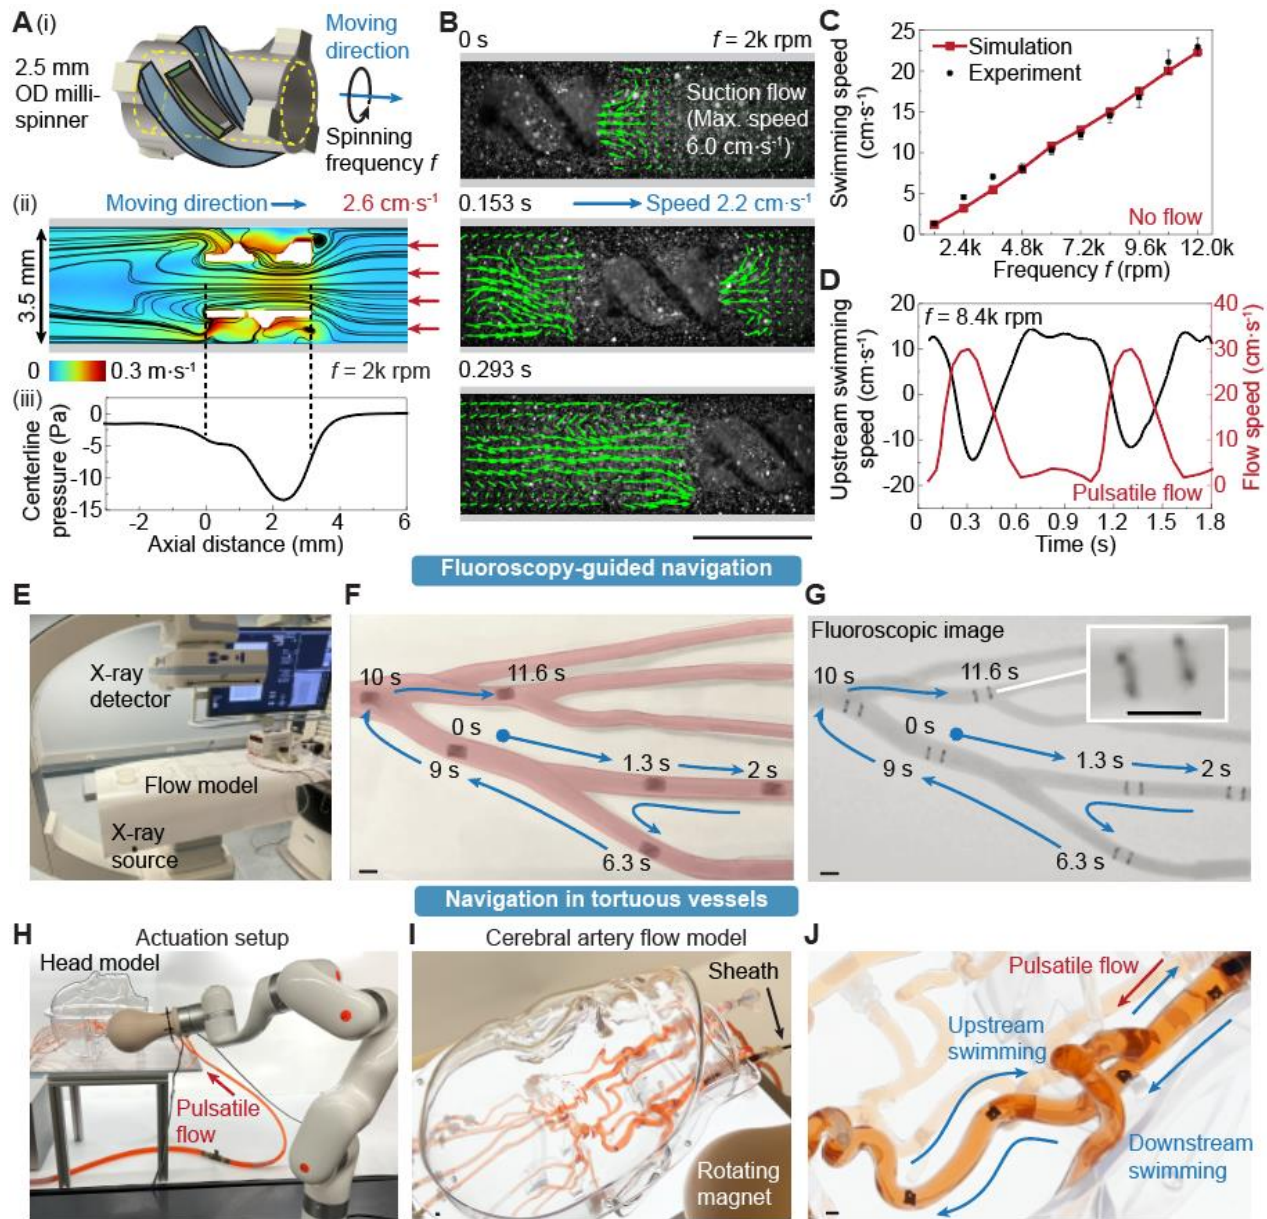 A (i)
2.5 mm
OD milli-
spinner
Moving
direction
Spinning
frequency f
(ii)
Moving direction
2.6 cm·s⁻¹
3.5 mm
0
0.3 m·s⁻¹
f = 2k rpm
(iii)
Centerline
pressure (Pa)
0
-5
-10
-15
-2
0
2
4
6
Axial distance (mm)
B
0 s
f = 2k rpm
Suction flow
(Max. speed
6.0 cm·s⁻¹)
0.153 s
Speed 2.2 cm·s⁻¹
0.293 s
C
Swimming speed
(cm·s⁻¹)
25
20
15
10
5
0
Simulation
Experiment
No flow
2.4k
4.8k
7.2k
9.6k
12.0k
Frequency f (rpm)
D
Upstream swimming
speed (cm·s⁻¹)
20
10
0
-10
-20
f = 8.4k rpm
Pulsatile flow
40
30
20
10
0
Flow speed (cm·s⁻¹)
0
0.3
0.6
0.9
1.2
1.5
1.8
Time (s)
Fluoroscopy-guided navigation
E
X-ray
detector
Flow model
X-ray
source
F
10 s
11.6 s
0 s
1.3 s
2 s
9 s
6.3 s
G
Fluoroscopic image
10 s
11.6 s
0 s
1.3 s
2 s
9 s
6.3 s
Navigation in tortuous vessels
H
Actuation setup
Head model
Pulsatile
flow
I
Cerebral artery flow model
Sheath
Rotating
magnet
J
Pulsatile flow
Upstream
swimming
Downstream
swimming